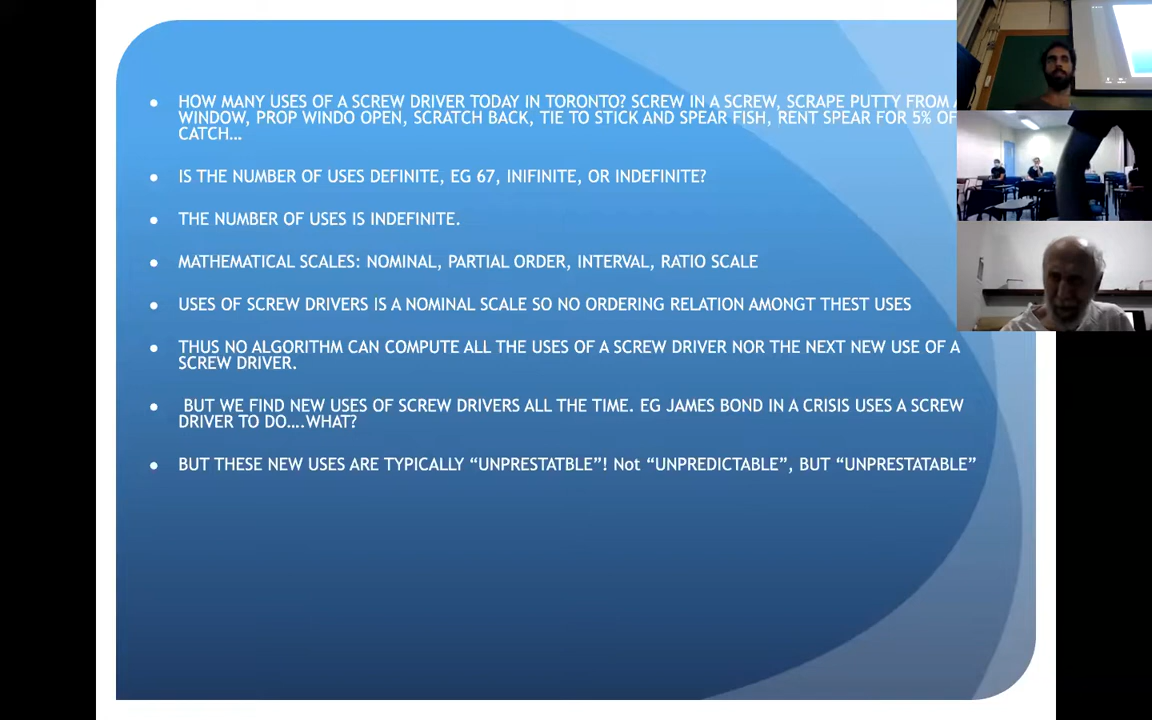 HOW MANY USES OF A SCREW DRIVER TODAY IN TORONTO? SCREW IN A SCREW, SCRAPE PUTTY FROM
WINDOW, PROP WINDO OPEN, SCRATCH BACK, TIE TO STICK AND SPEAR FISH, RENT SPEAR FOR 5% OF
CATCH...
IS THE NUMBER OF USES DEFINITE, EG 67, INIFINITE, OR INDEFINITE?
THE NUMBER OF USES IS INDEFINITE.
MATHEMATICAL SCALES: NOMINAL, PARTIAL ORDER, INTERVAL, RATIO SCALE
USES OF SCREW DRIVERS IS A NOMINAL SCALE SO NO ORDERING RELATION AMONGT THEST USES
THUS NO ALGORITHM CAN COMPUTE ALL THE USES OF A SCREW DRIVER NOR THE NEXT NEW USE OF A
SCREW DRIVER.
BUT WE FIND NEW USES OF SCREW DRIVERS ALL THE TIME. EG JAMES BOND IN A CRISIS USES A SCREW
DRIVER TO DO....WHAT?
BUT THESE NEW USES ARE TYPICALLY “UNPRESTATBLE”! Not “UNPREDICTABLE”, BUT “UNPRESTATABLE”